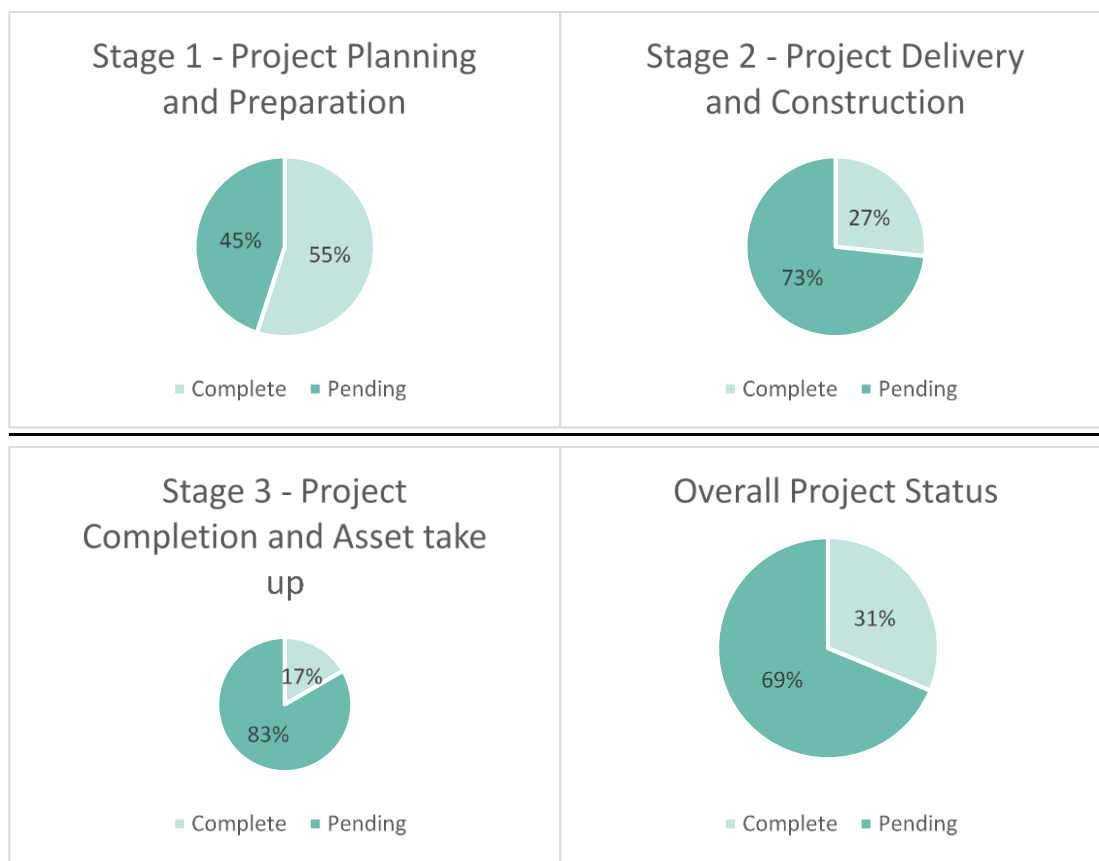 Stage 1 - Project Planning
and Preparation
45%
55%
Complete Pending
Stage 2 - Project Delivery
and Construction
27%
73%
Complete Pending
Stage 3 - Project
Completion and Asset take
up
17%
83%
Complete Pending
Overall Project Status
31%
69%
Complete Pending